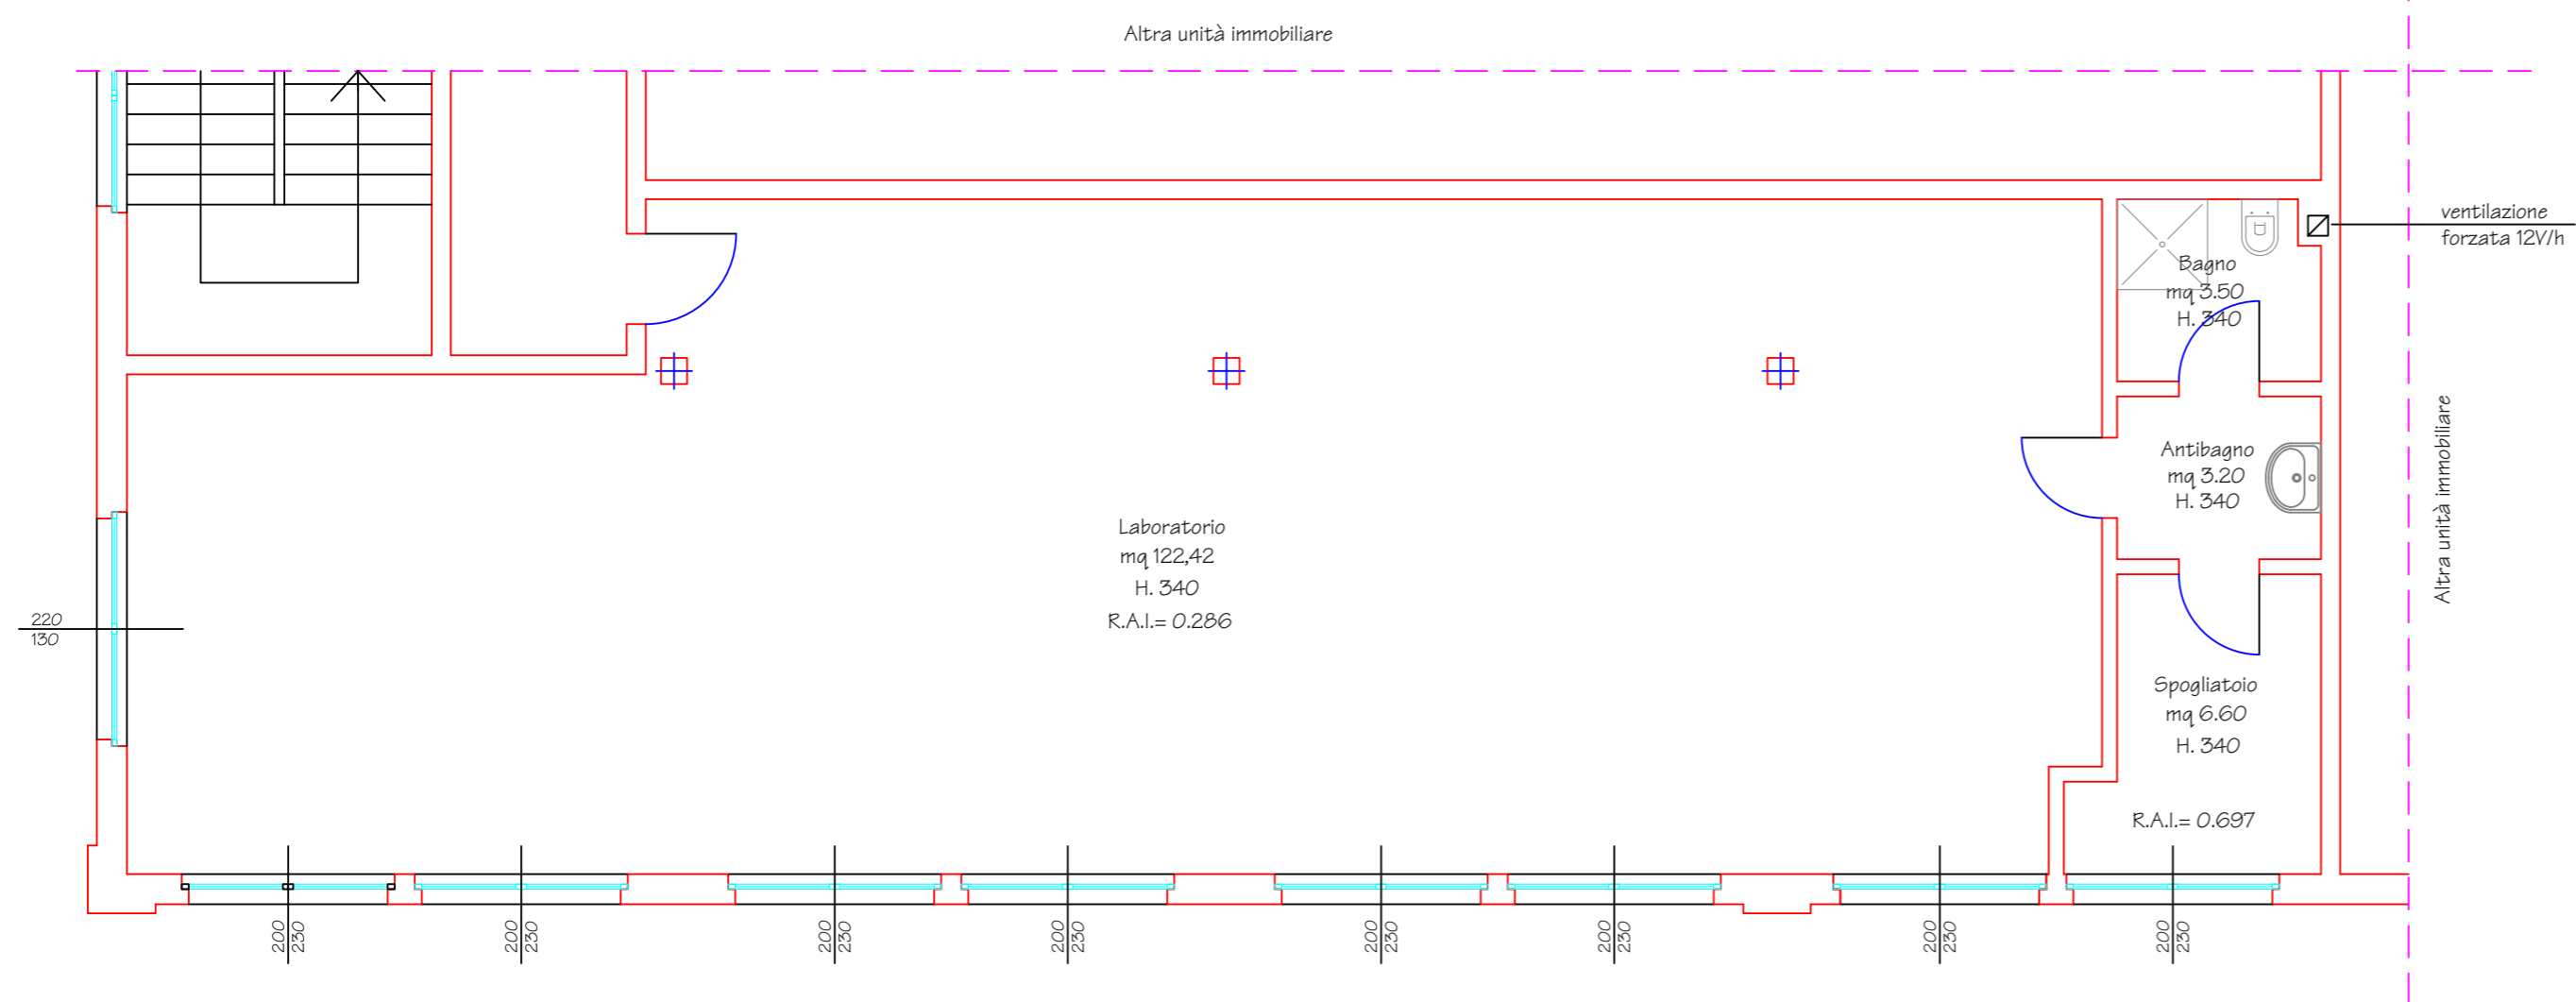 Altra unità immobiliare
ventilazione
forzata 12V/h
Bagno
mq 3.50
H. 340
Antibagno
mq 3.20
H. 340
Altra unità immobiliare
Laboratorio
mq 122,42
H. 340
R.A.I.= 0.286
220
130
Spogliatoio
mq 6.60
H. 340
R.A.I.= 0.697
200
230
200
230
200
230
200
230
200
230
200
230
200
230
200
230